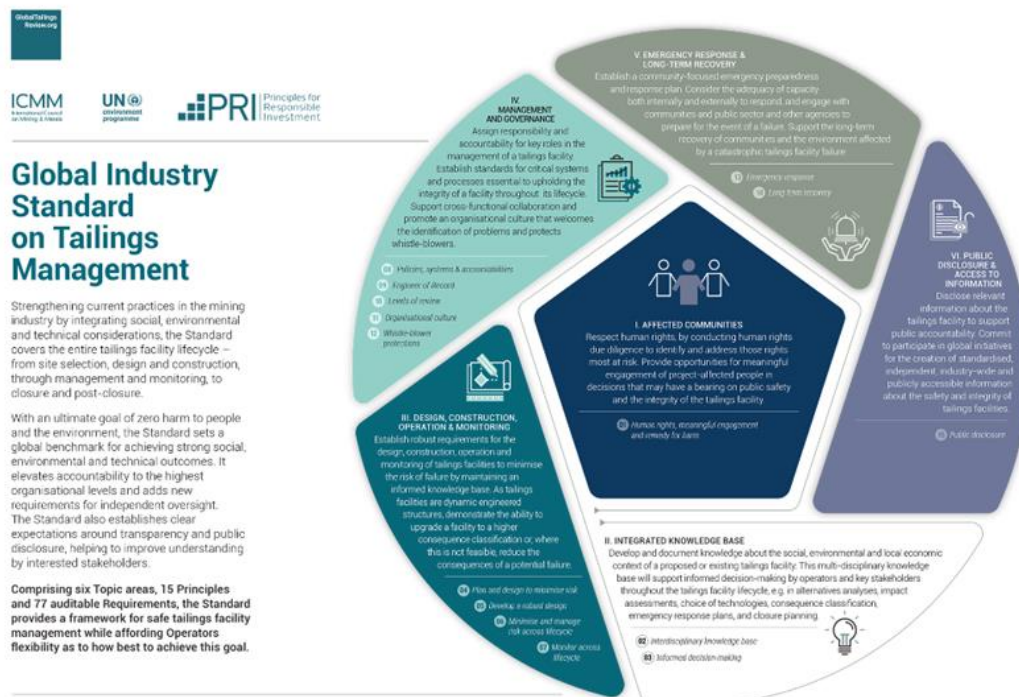 GlobalTailings
Review.org
ICMM
International Council
on Mining & Metals
UN
environment
programme
PRI
Principles for
Responsible
Investment
Global Industry
Standard
on Tailings
Management
Strengthening current practices in the mining
industry by integrating social, environmental
and technical considerations, the Standard
covers the entire tailings facility lifecycle –
from site selection, design and construction,
through management and monitoring, to
closure and post-closure.
With an ultimate goal of zero harm to people
and the environment, the Standard sets a
global benchmark for achieving strong social,
environmental and technical outcomes. It
elevates accountability to the highest
organisational levels and adds new
requirements for independent oversight.
The Standard also establishes clear
expectations around transparency and public
disclosure, helping to improve understanding
by interested stakeholders.
Comprising six Topic areas, 15 Principles
and 77 auditable Requirements, the Standard
provides a framework for safe tailings facility
management while affording Operators
flexibility as to how best to achieve this goal.
I. AFFECTED COMMUNITIES
Respect human rights, by conducting human rights
due diligence to identify and address those rights
most at risk. Provide opportunities for meaningful
engagement of project-affected people in
decisions that may have a bearing on public safety
and the integrity of the tailings facility.
01 Human rights, meaningful engagement
and remedy for harm
II. INTEGRATED KNOWLEDGE BASE
Develop and document knowledge about the social, environmental and local economic
context of a proposed or existing tailings facility. This multi-disciplinary knowledge
base will support informed decision-making by operators and key stakeholders
throughout the tailings facility lifecycle, e.g. in alternatives analyses, impact
assessments, choice of technologies, consequence classification,
emergency response plans, and closure planning.
02 Interdisciplinary knowledge base
03 Informed decision-making
III. DESIGN, CONSTRUCTION,
OPERATION & MONITORING
Establish robust requirements for the
design, construction, operation and
monitoring of tailings facilities to minimise
the risk of failure by maintaining an
informed knowledge base. As tailings
facilities are dynamic engineered
structures, demonstrate the ability to
upgrade a facility to a higher
consequence classification or, where
this is not feasible, reduce the
consequences of a potential failure.
04 Plan and design to minimise risk
05 Develop a robust design
06 Minimise and manage
risk across lifecycle
07 Monitor across
lifecycle
IV.
MANAGEMENT
AND GOVERNANCE
Assign responsibility and
accountability for key roles in the
management of a tailings facility.
Establish standards for critical systems
and processes essential to upholding the
integrity of a facility throughout its lifecycle.
Support cross-functional collaboration and
promote an organisational culture that welcomes
the identification of problems and protects
whistle-blowers.
Policies, systems & accountabilities
Engineer of Record
Levels of review
Organisational culture
12 Whistle-blower
protections
V. EMERGENCY RESPONSE &
LONG-TERM RECOVERY
Establish a community-focused emergency preparedness
and response plan. Consider the adequacy of capacity
both internally and externally to respond, and engage with
communities and public sector and other agencies to
prepare for the event of a failure. Support the long-term
recovery of communities and the environment affected
by a catastrophic tailings facility failure.
13 Emergency response
14 Long term recovery
VI. PUBLIC
DISCLOSURE &
ACCESS TO
INFORMATION
Disclose relevant
information about the
tailings facility to support
public accountability. Commit
to participate in global initiatives
for the creation of standardised,
independent, industry-wide and
publicly accessible information
about the safety and integrity of
tailings facilities.
15 Public disclosure